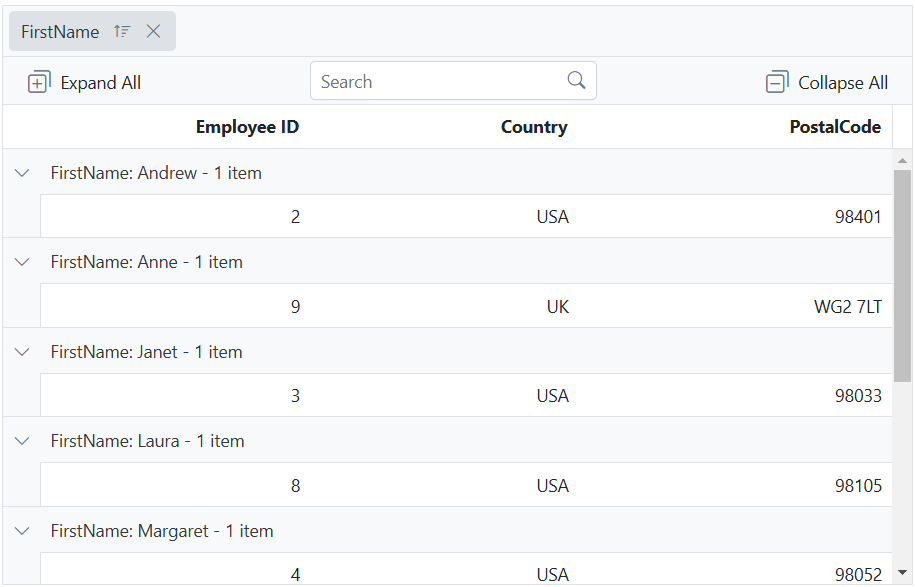 FirstName
Expand All Search Collapse All
Employee ID Country PostalCode
FirstName: Andrew - 1 item
2 USA 98401
FirstName: Anne - 1 item
9 UK WG2 7LT
FirstName: Janet - 1 item
3 USA 98033
FirstName: Laura - 1 item
8 USA 98105
FirstName: Margaret - 1 item
4 USA 98052